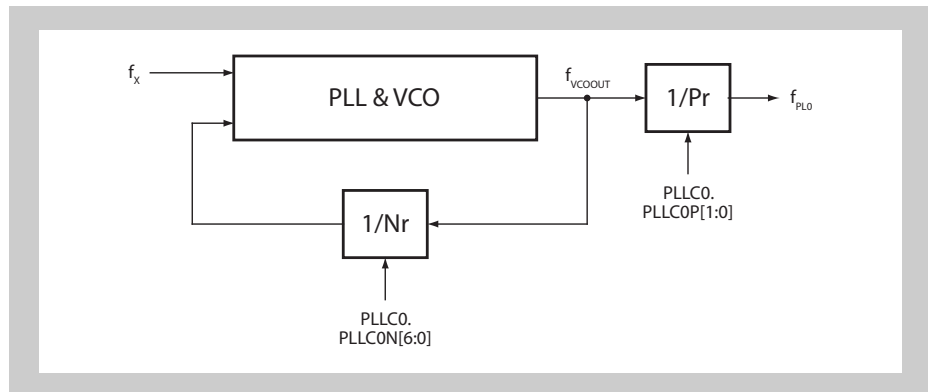 fX
PLL & VCO
fVCOOUT
1/Pr
fPL0
PLLC0.
PLLC0P[1:0]
1/Nr
PLLC0.
PLLC0N[6:0]